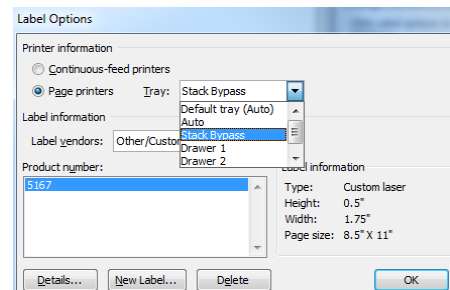 Label Options
Printer information
Continuous-feed printers
Page printers Tray: Stack Bypass
Default tray (Auto)
Auto
Stack Bypass
Drawer 1
Drawer 2
Label information
Label vendors: Other/Custo
Product number:
5167
Label information
Type: Custom laser
Height: 0.5"
Width: 1.75"
Page size: 8.5" X 11"
Details... New Label... Delete OK